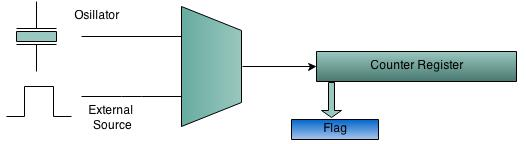 Osillator
Counter Register
External
Source
Flag